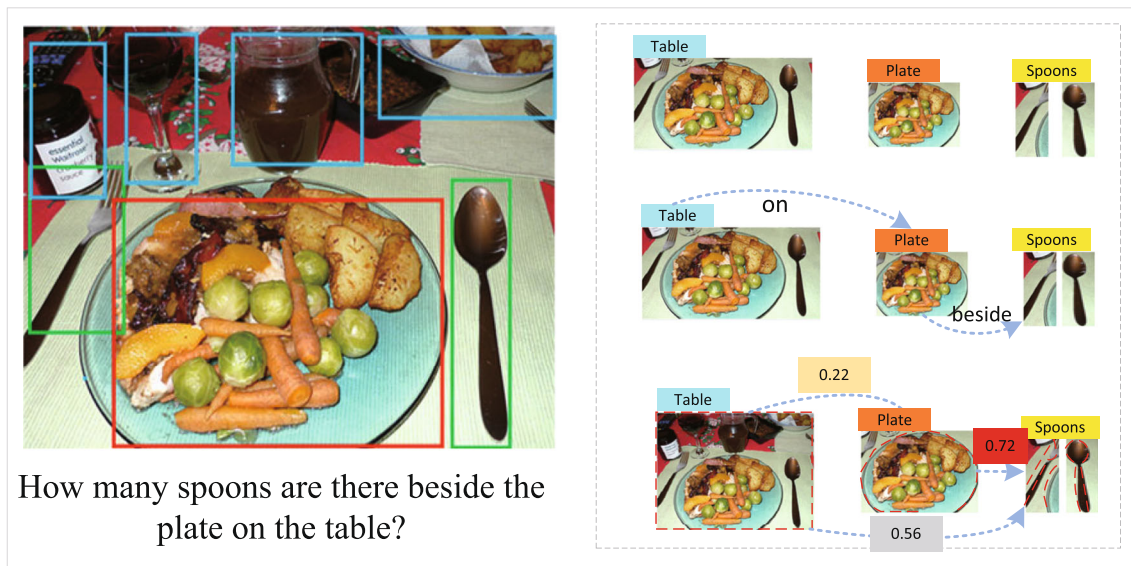 essential
Waitrose
cranberry
sauce
How many spoons are there beside the
plate on the table?
Table
Plate
Spoons
on
Table
Plate
Spoons
beside
0.22
Table
Plate
Spoons
0.72
0.56